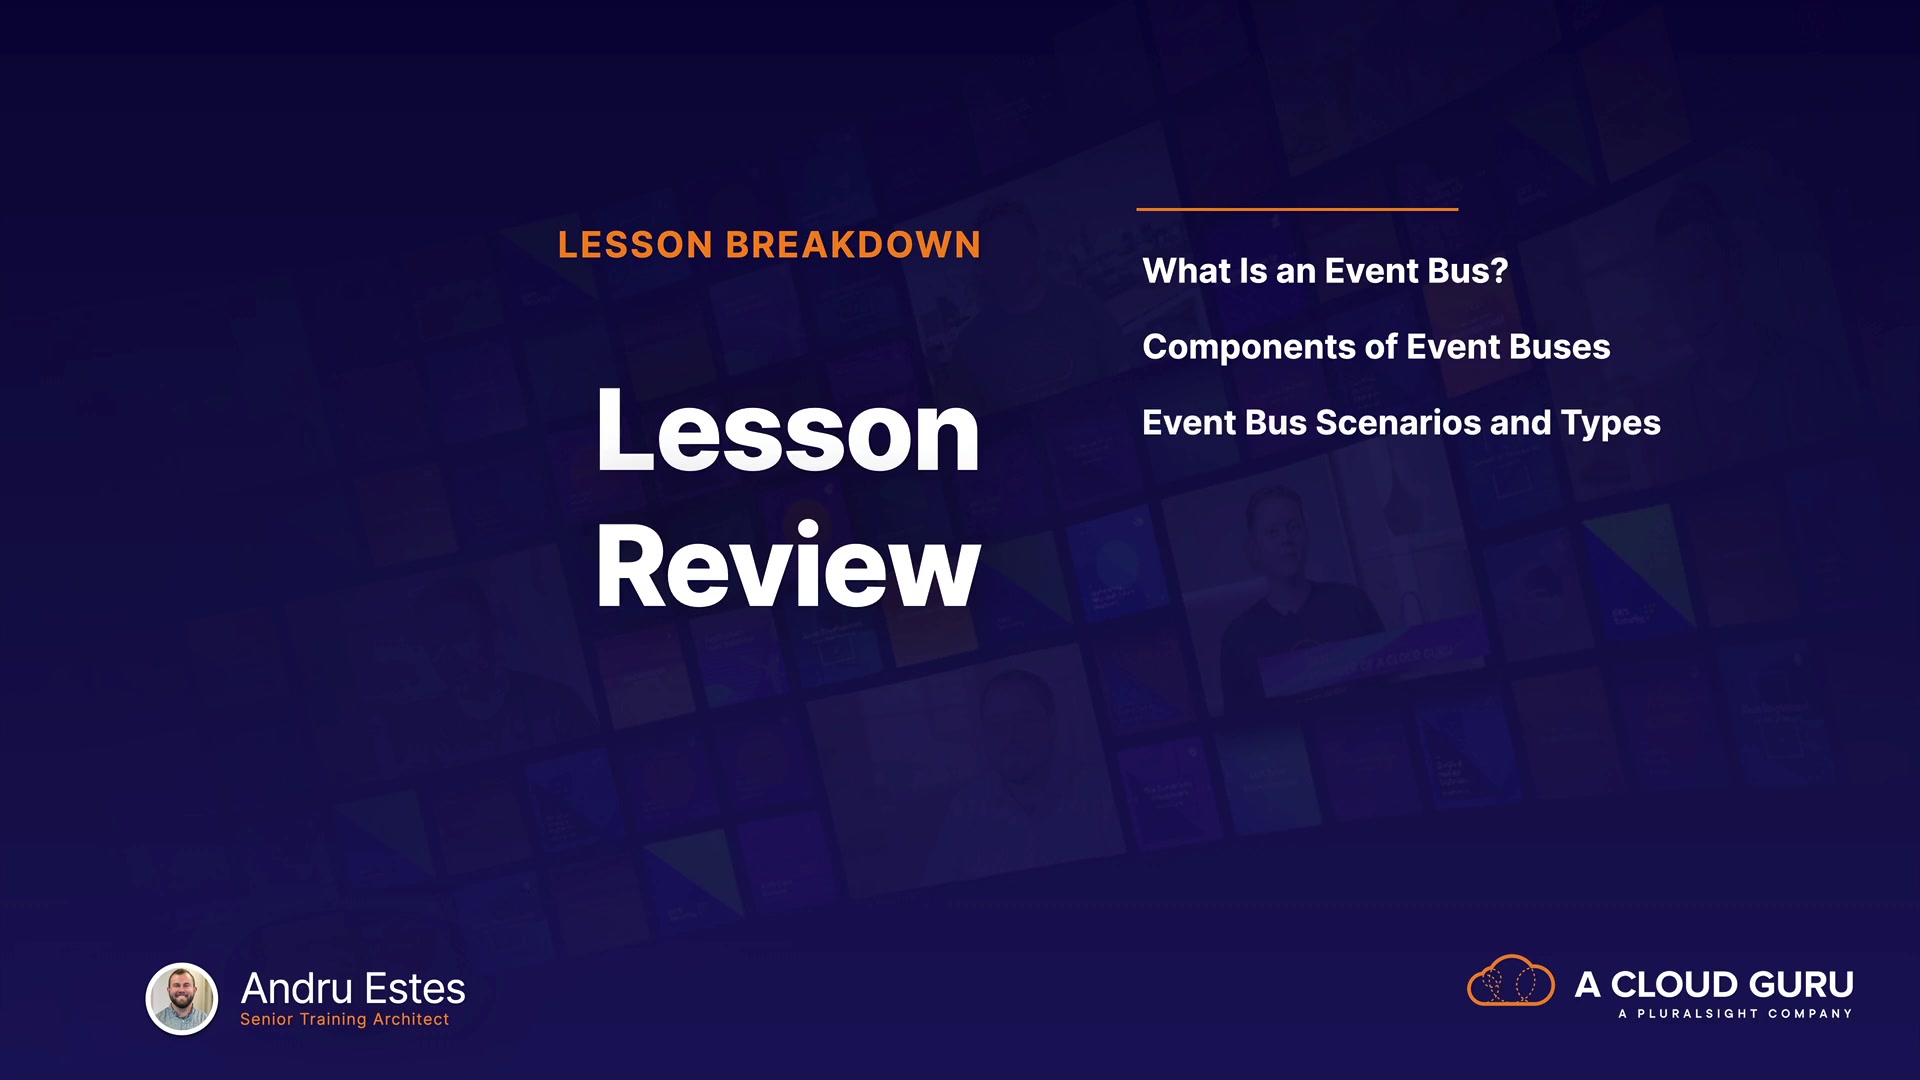 LESSON BREAKDOWN
Lesson
Review
What Is an Event Bus?
Components of Event Buses
Event Bus Scenarios and Types
Andru Estes
Senior Training Architect
A CLOUD GURU
A PLURALSIGHT COMPANY